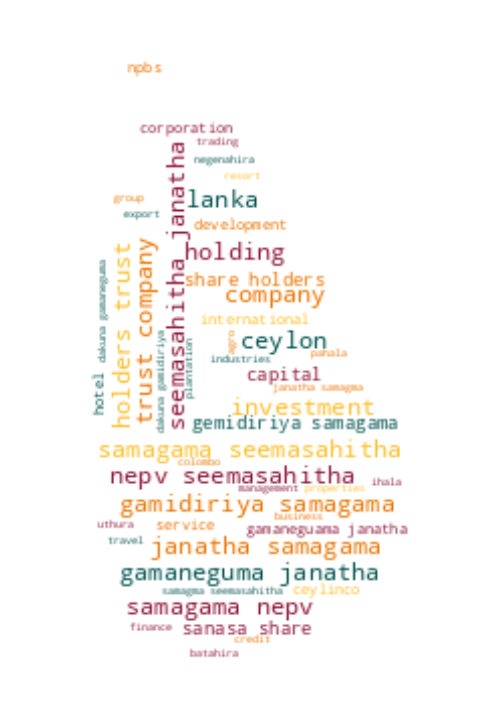 npbs
corporation
trading
negenahira
resort
seemasahitha janatha
group
lanka
export
development
holding
holders trust
trust company
share holders
company
dakuna gamaneguma
international
agro
ceylon
pahala
industries
dakuna gamidiriya
plantation
capital
janatha samagma
hotel
investment
gemidiriya samagama
samagama seemasahitha
colombo
nepv seemasahitha
ihala
management
properties
gamidiriya samagama
business
uthura
service
gamaneguama janatha
travel
janatha samagama
gamaneguma janatha
samagma seemasahitha
ceylinco
samagama nepv
finance
sanasa share
credit
batahira